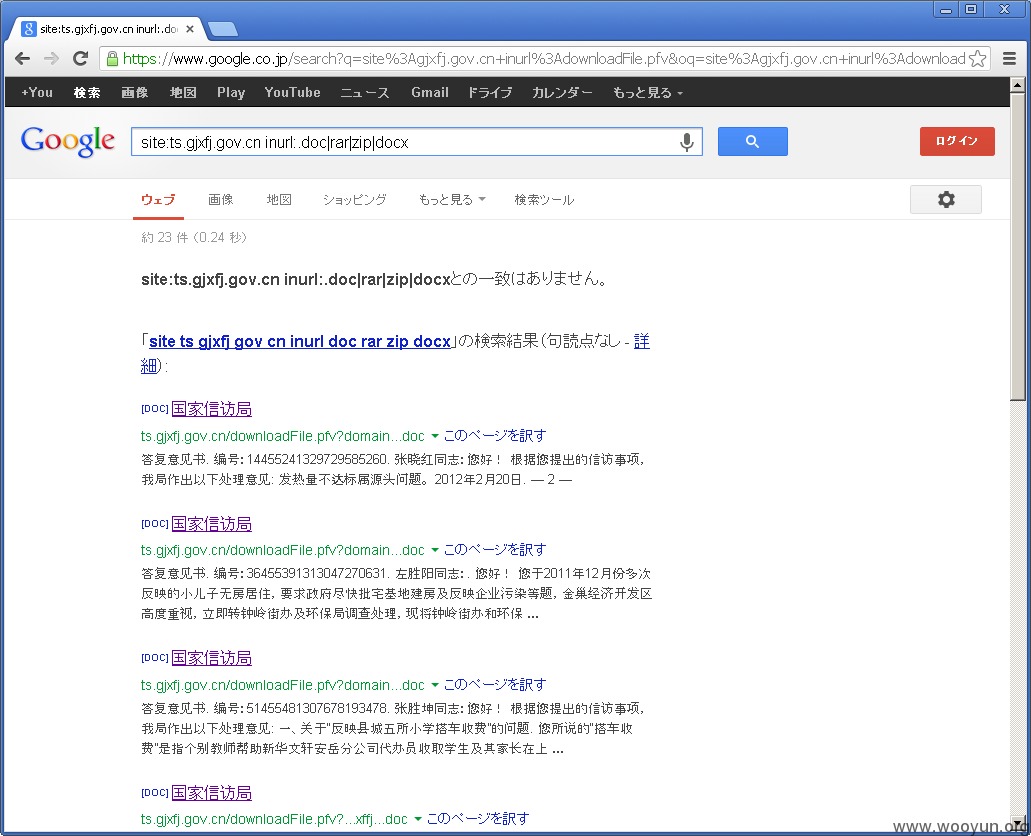 site:ts.gjxfj.gov.cn inurl:.do
https://www.google.co.jp/search?q=site%3Agjxfj.gov.cn+inurl%3AdownloadFile.pfv&oq=site%3Agjxfj.gov.cn+inurl%3Adownload
+You 検索 画像 地図 Play YouTube ニュース Gmail ドライブ カレンダー もっと見る
Google site:ts.gjxfj.gov.cn inurl:.doc|rar|zip|docx ログイン
ウェブ 画像 地図 ショッピング もっと見る 検索ツール
約 23 件 (0.24 秒)
site:ts.gjxfj.gov.cn inurl:.doc|rar|zip|docxとの一致はありません。
「site ts gjxfj gov cn inurl doc rar zip docx」の検索結果(句読点なし - 詳
細):
[DOC] 国家信访局
ts.gjxfj.gov.cn/downloadFile.pfv?domain...doc このページを訳す
答复意见书. 编号: 14455241329729585260. 张晓红同志: 您好！ 根据您提出的信访事项,
我局作出以下处理意见: 发热量不达标属源头问题。 2012年2月20日. — 2 —
[DOC] 国家信访局
ts.gjxfj.gov.cn/downloadFile.pfv?domain...doc このページを訳す
答复意见书. 编号: 36455391313047270631. 左胜阳同志: . 您好！ 您于2011年12月份多次
反映的小儿子无房居住, 要求政府尽快批宅基地建房及反映企业污染等题, 金巢经济开发区
高度重视, 立即转钟岭街办及环保局调查处理, 现将钟岭街办和环保 ...
[DOC] 国家信访局
ts.gjxfj.gov.cn/downloadFile.pfv?domain...doc このページを訳す
答复意见书. 编号: 51455481307678193478. 张胜坤同志: 您好！ 根据您提出的信访事项,
我局作出以下处理意见: 一、关于“反映县城五所小学搭车收费”的问题. 您所说的“搭车收
费”是指个别教师帮助新华文轩安岳分公司代办员收取学生及其家长在上 ...
[DOC] 国家信访局
ts.gjxfj.gov.cn/downloadFile.pfv?...xffj...doc このページを訳す
www.wooyun.org